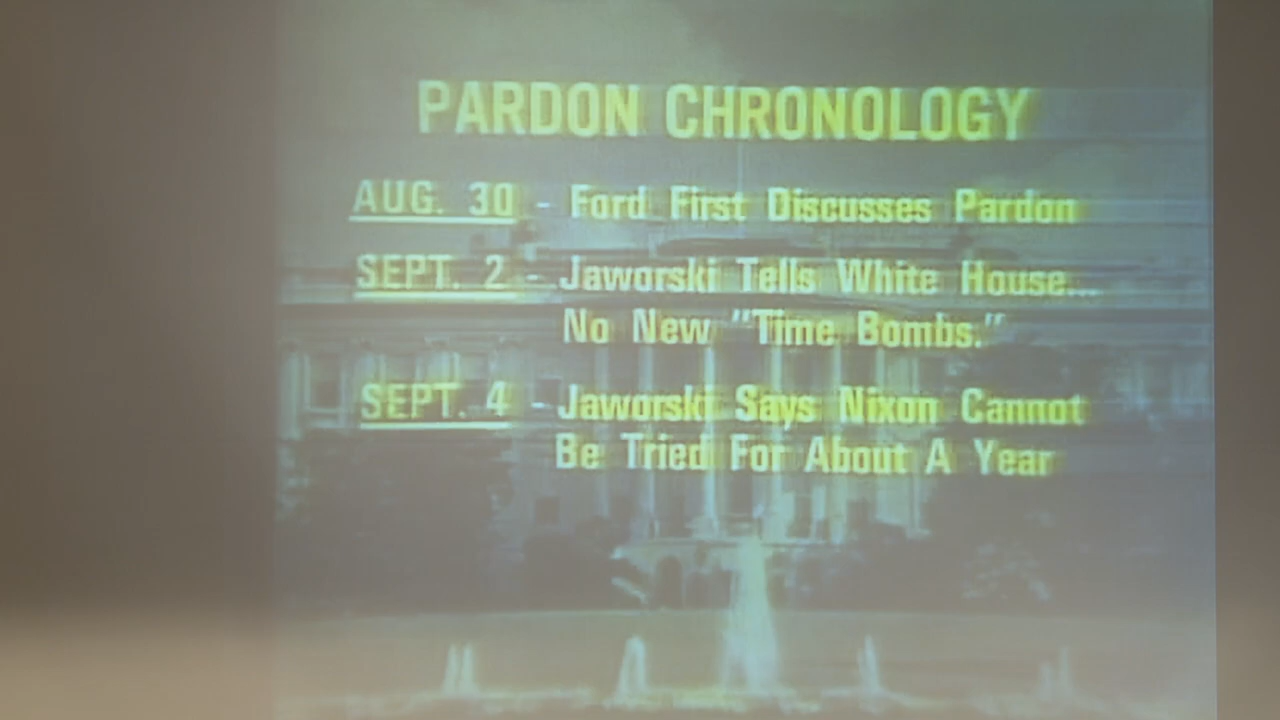 PARDON CHRONOLOGY
AUG. 30 - Ford First Discusses Pardon
SEPT. 2 - Jaworski Tells White House...
No New "Time Bombs."
SEPT. 4 - Jaworski Says Nixon Cannot
Be Tried For About A Year